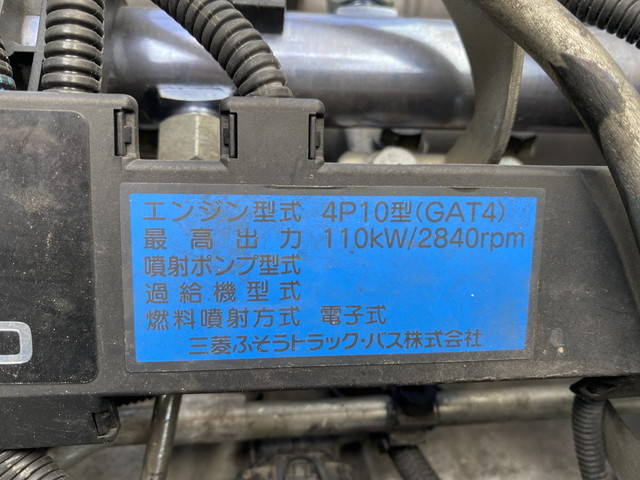 エンジン型式 4P10型(GAT4)
最高出力 110kW/2840rpm
噴射ポンプ型式
過給機型式
燃料噴射方式 電子式
三菱ふそうトラック・バス株式会社